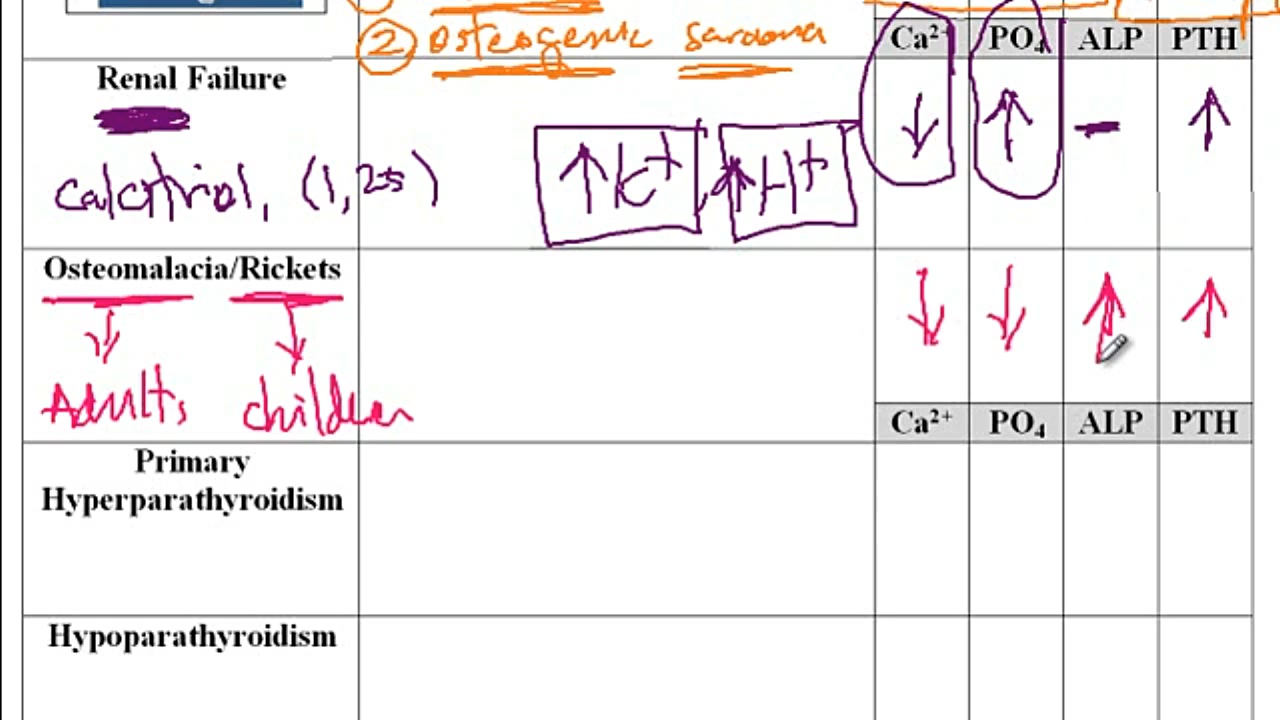 ② Osteogenic Sarcoma
Ca²⁺ PO₄ ALP PTH
Renal Failure
↓ ↑ - ↑
↑K⁺, ↑H⁺
Calcitriol, (1,25)
Osteomalacia/Rickets
↓ ↓ ↑ ↑
Adults children
Ca²⁺ PO₄ ALP PTH
Primary
Hyperparathyroidism
Hypoparathyroidism